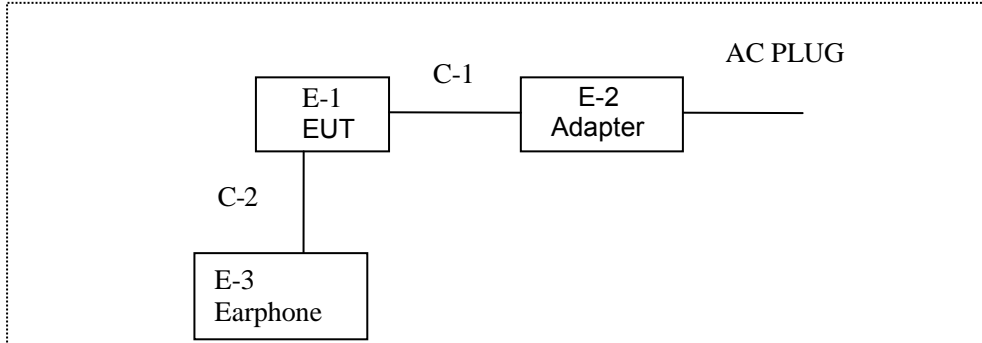 AC PLUG
C-1
E-1
EUT
E-2
Adapter
C-2
E-3
Earphone